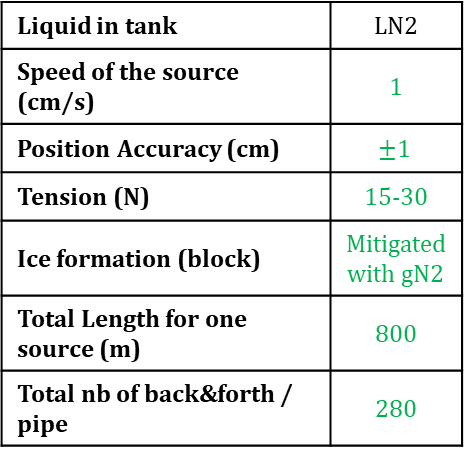 Liquid in tank
LN2
Speed of the source
(cm/s)
1
Position Accuracy (cm)
±1
Tension (N)
15-30
Ice formation (block)
Mitigated
with gN2
Total Length for one
source (m)
800
Total nb of back&forth /
pipe
280